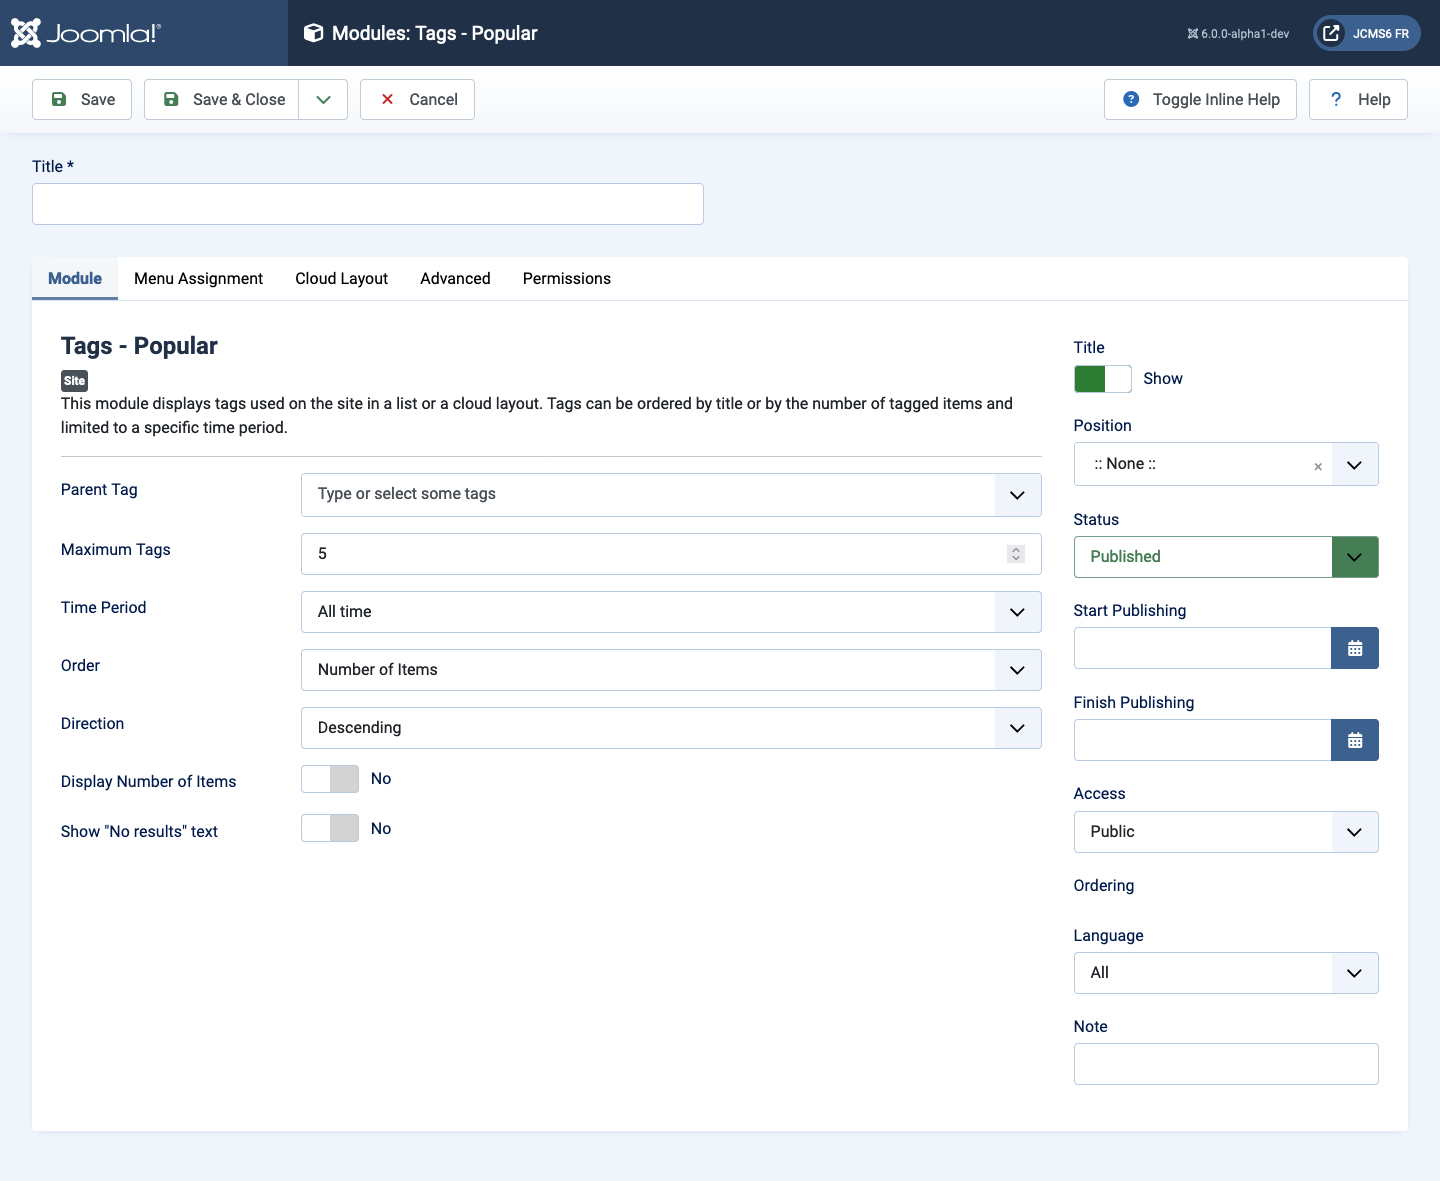 Joomla!®
Modules: Tags - Popular
6.0.0-alpha1-dev
JCMS6 FR
Save
Save & Close
Cancel
Toggle Inline Help
? Help
Title *
Module
Menu Assignment
Cloud Layout
Advanced
Permissions
Tags - Popular
Site
This module displays tags used on the site in a list or a cloud layout. Tags can be ordered by title or by the number of tagged items and
limited to a specific time period.
Parent Tag
Type or select some tags
Maximum Tags
5
Time Period
All time
Order
Number of Items
Direction
Descending
Display Number of Items
No
Show "No results" text
No
Title
Show
Position
:: None ::
×
Status
Published
Start Publishing
Finish Publishing
Access
Public
Ordering
Language
All
Note